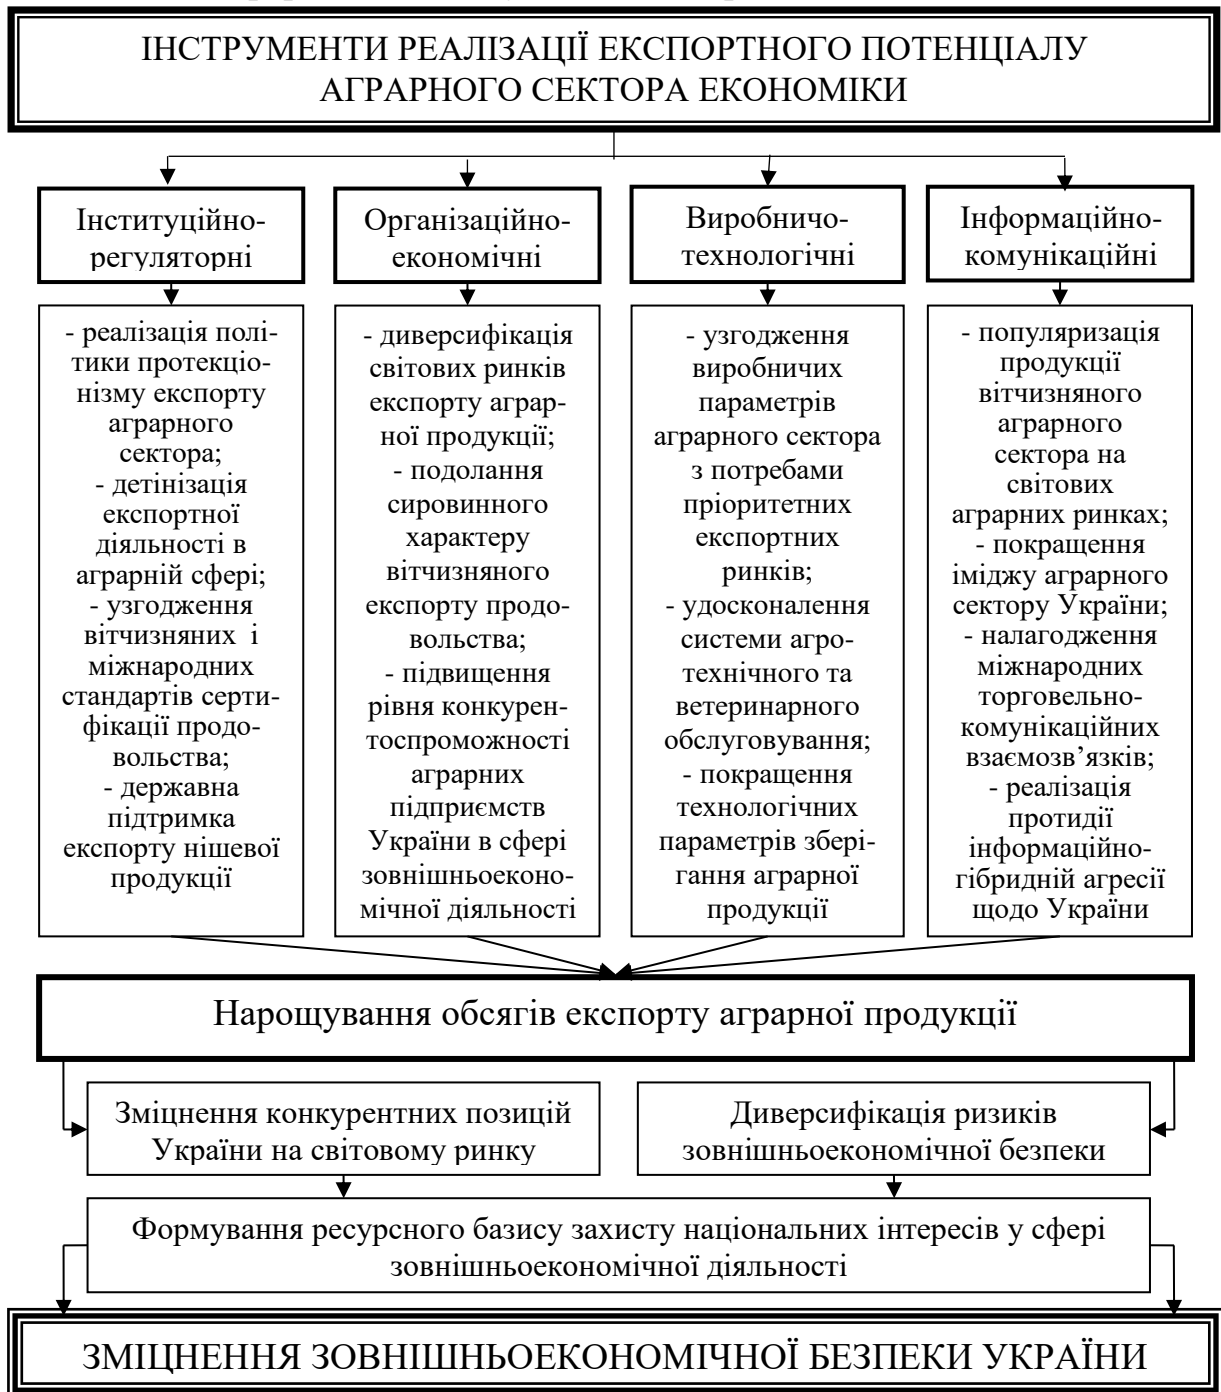 ІНСТРУМЕНТИ РЕАЛІЗАЦІЇ ЕКСПОРТНОГО ПОТЕНЦІАЛУ
АГРАРНОГО СЕКТОРА ЕКОНОМІКИ
Інституційно-
регуляторні
Організаційно-
економічні
Виробничо-
технологічні
Інформаційно-
комунікаційні
- реалізація полі-
тики протекціо-
нізму експорту
аграрного
сектора;
- детінізація
експортної
діяльності в
аграрній сфері;
- узгодження
вітчизняних і
міжнародних
стандартів серти-
фікації продо-
вольства;
- державна
підтримка
експорту нішевої
продукції
- диверсифікація
світових ринків
експорту аграр-
ної продукції;
- подолання
сировинного
характеру
вітчизняного
експорту продо-
вольства;
- підвищення
рівня конкурен-
тоспроможності
аграрних
підприємств
України в сфері
зовнішньоеконо-
мічної діяльності
- узгодження
виробничих
параметрів
аграрного сектора
з потребами
пріоритетних
експортних
ринків;
- удосконалення
системи агро-
технічного та
ветеринарного
обслуговування;
- покращення
технологічних
параметрів збері-
гання аграрної
продукції
- популяризація
продукції
вітчизняного
аграрного
сектора на
світових
аграрних ринках;
- покращення
іміджу аграрного
сектору України;
- налагодження
міжнародних
торговельно-
комунікаційних
взаємозв’язків;
- реалізація
протидії
інформаційно-
гібридній агресії
щодо України
Нарощування обсягів експорту аграрної продукції
Зміцнення конкурентних позицій
України на світовому ринку
Диверсифікація ризиків
зовнішньоекономічної безпеки
Формування ресурсного базису захисту національних інтересів у сфері
зовнішньоекономічної діяльності
ЗМІЦНЕННЯ ЗОВНІШНЬОЕКОНОМІЧНОЇ БЕЗПЕКИ УКРАЇНИ